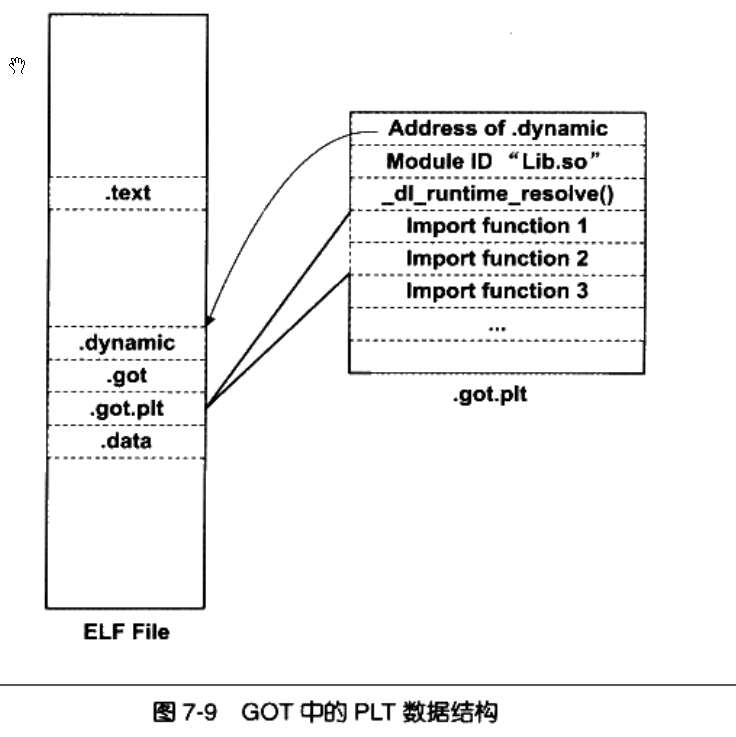 .text
.dynamic
.got
.got.plt
.data
ELF File
Address of .dynamic
Module ID “Lib.so”
_dl_runtime_resolve()
Import function 1
Import function 2
Import function 3
...
.got.plt
图 7-9 GOT 中的 PLT 数据结构